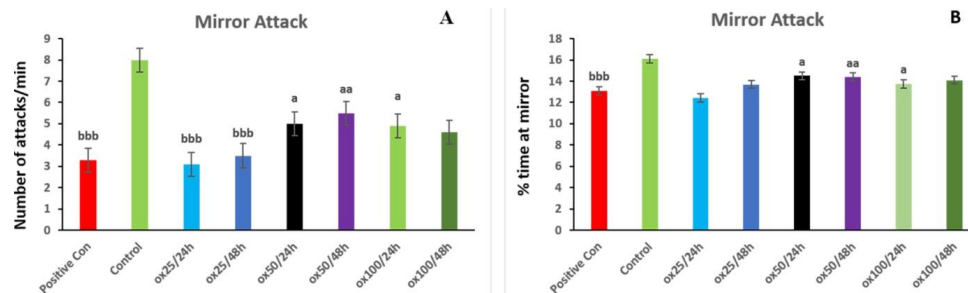 Mirror Attack
A
Number of attacks/min
9
8
7
6
5
4
3
2
1
0
bbb
bbb
bbb
a
aa
a
Positive Con
Control
ox25/24h
ox25/48h
ox50/24h
ox50/48h
ox100/24h
ox100/48h
Mirror Attack
B
% time at mirror
18
16
14
12
10
8
6
4
2
0
bbb
a
aa
a
Positive Con
Control
ox25/24h
ox25/48h
ox50/24h
ox50/48h
ox100/24h
ox100/48h